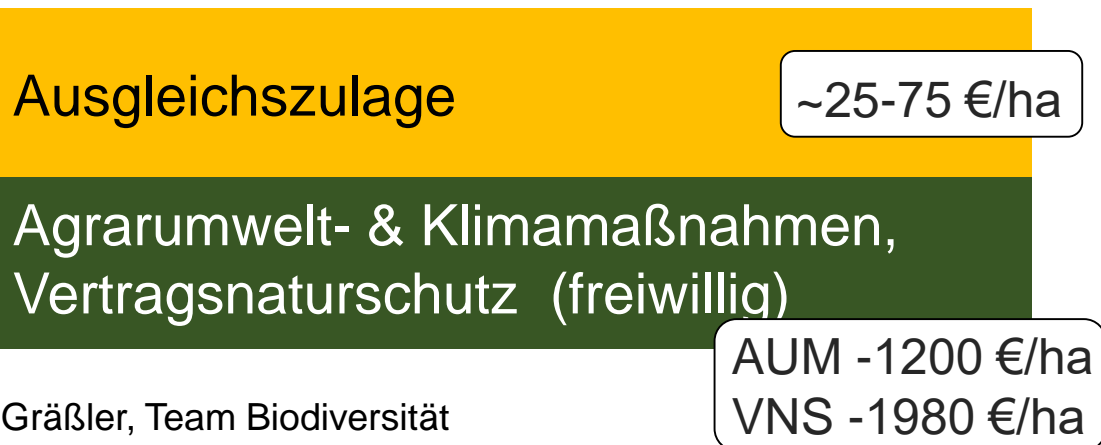 Ausgleichszulage
~25-75 €/ha
Agrarumwelt- & Klimamaßnahmen,
Vertragsnaturschutz (freiwillig)
AUM -1200 €/ha
VNS -1980 €/ha
Gräßler, Team Biodiversität